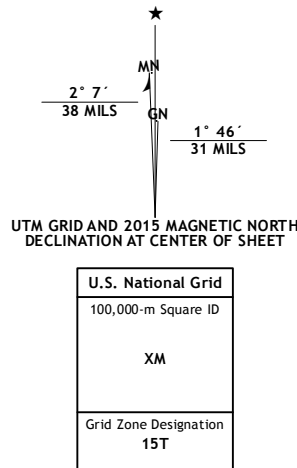 MN
2° 7´
38 MILS
GN
1° 46´
31 MILS
UTM GRID AND 2015 MAGNETIC NORTH
DECLINATION AT CENTER OF SHEET
U.S. National Grid
100,000-m Square ID
XM
Grid Zone Designation
15T